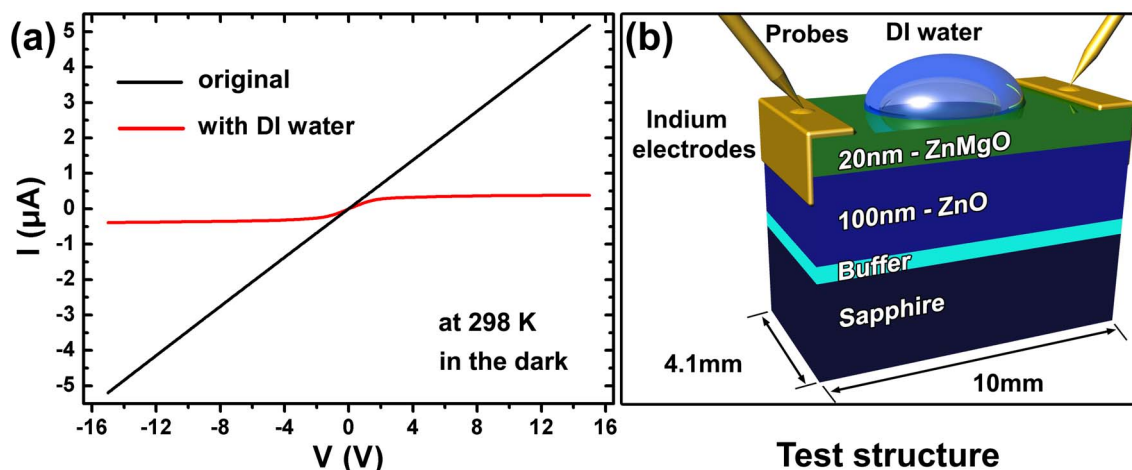 (a)
original
with DI water
at 298 K
in the dark
I (μA)
5
4
3
2
1
0
-1
-2
-3
-4
-5
-16
-12
-8
-4
0
4
8
12
16
V (V)
(b)
Probes
DI water
Indium
electrodes
20nm - ZnMgO
100nm - ZnO
Buffer
Sapphire
4.1mm
10mm
Test structure